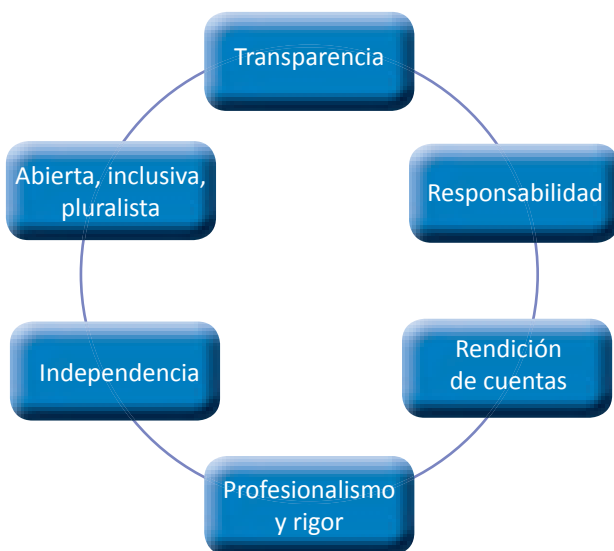 Transparencia
Abierta, inclusiva,
pluralista
Responsabilidad
Independencia
Rendición
de cuentas
Profesionalismo
y rigor